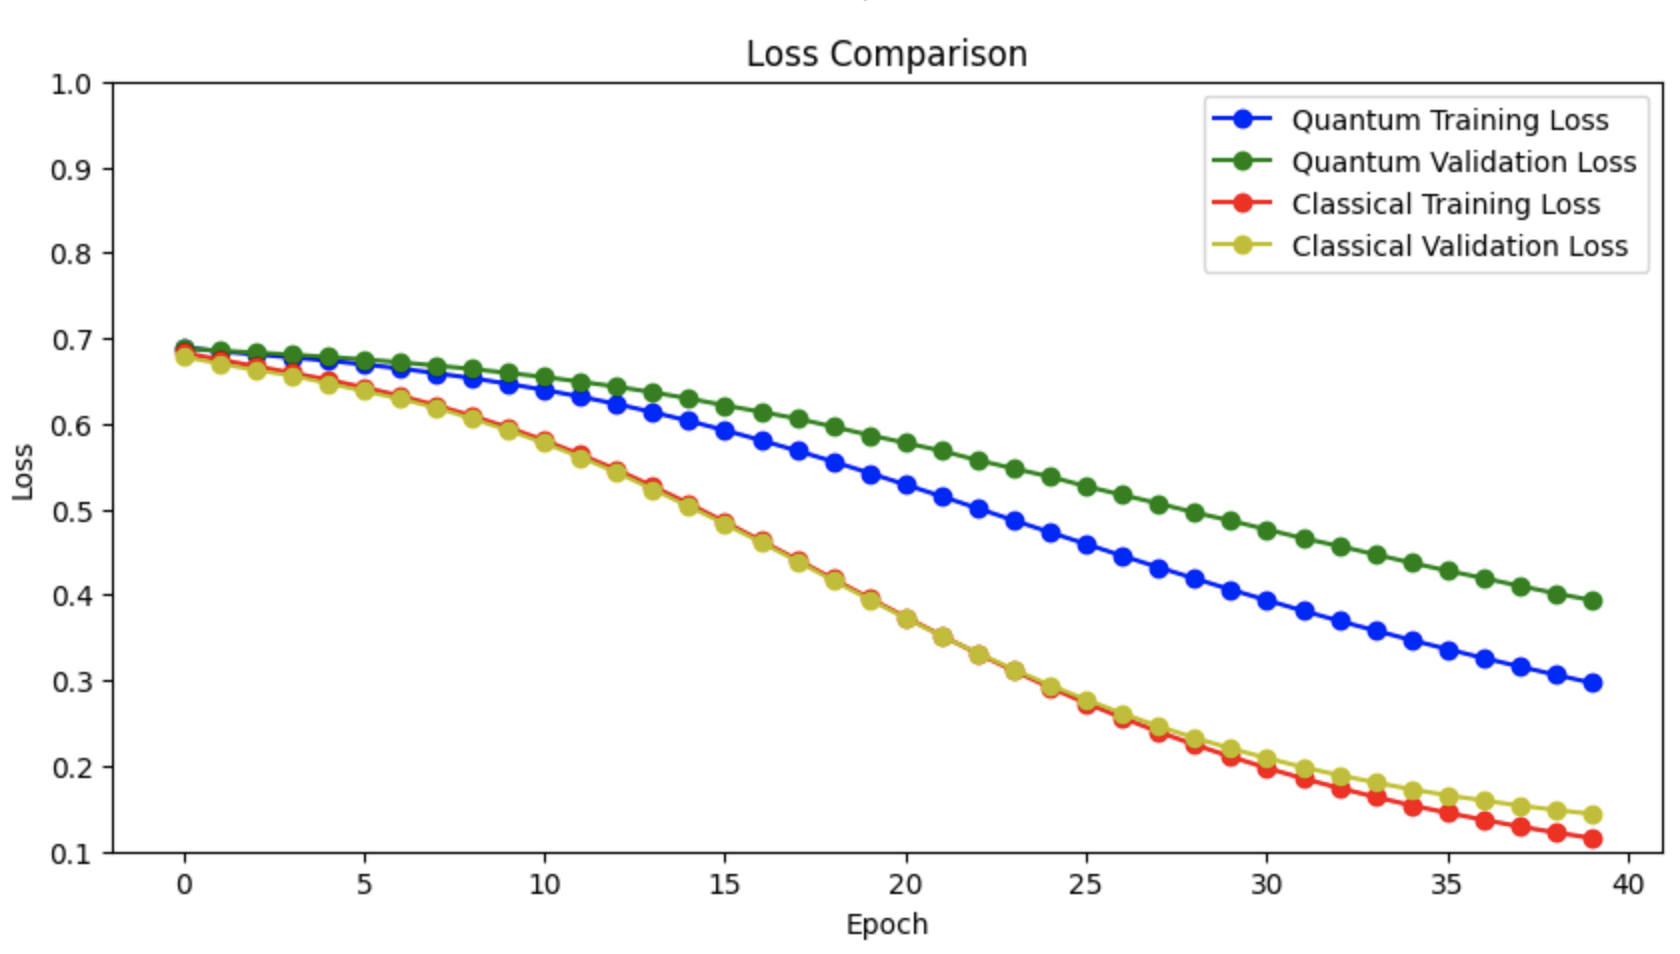 Loss Comparison
1.0
0.9
0.8
0.7
0.6
0.5
0.4
0.3
0.2
0.1
Loss
Quantum Training Loss
Quantum Validation Loss
Classical Training Loss
Classical Validation Loss
0 5 10 15 20 25 30 35 40
Epoch